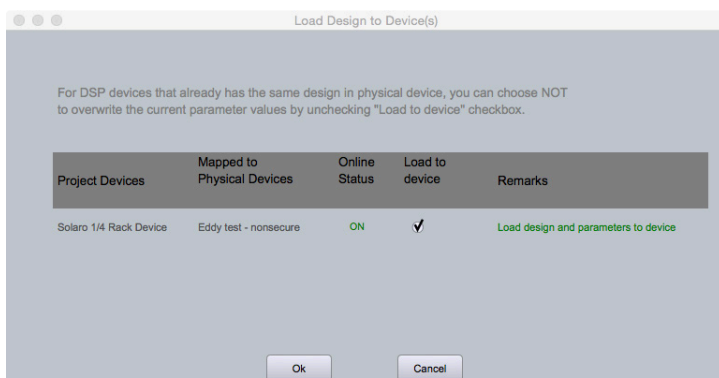 Load Design to Device(s)
For DSP devices that already has the same design in physical device, you can choose NOT
to overwrite the current parameter values by unchecking "Load to device" checkbox.
Project Devices
Mapped to
Physical Devices
Online
Status
Load to
device
Remarks
Solaro 1/4 Rack Device
Eddy test - nonsecure
ON
Load design and parameters to device
Ok
Cancel